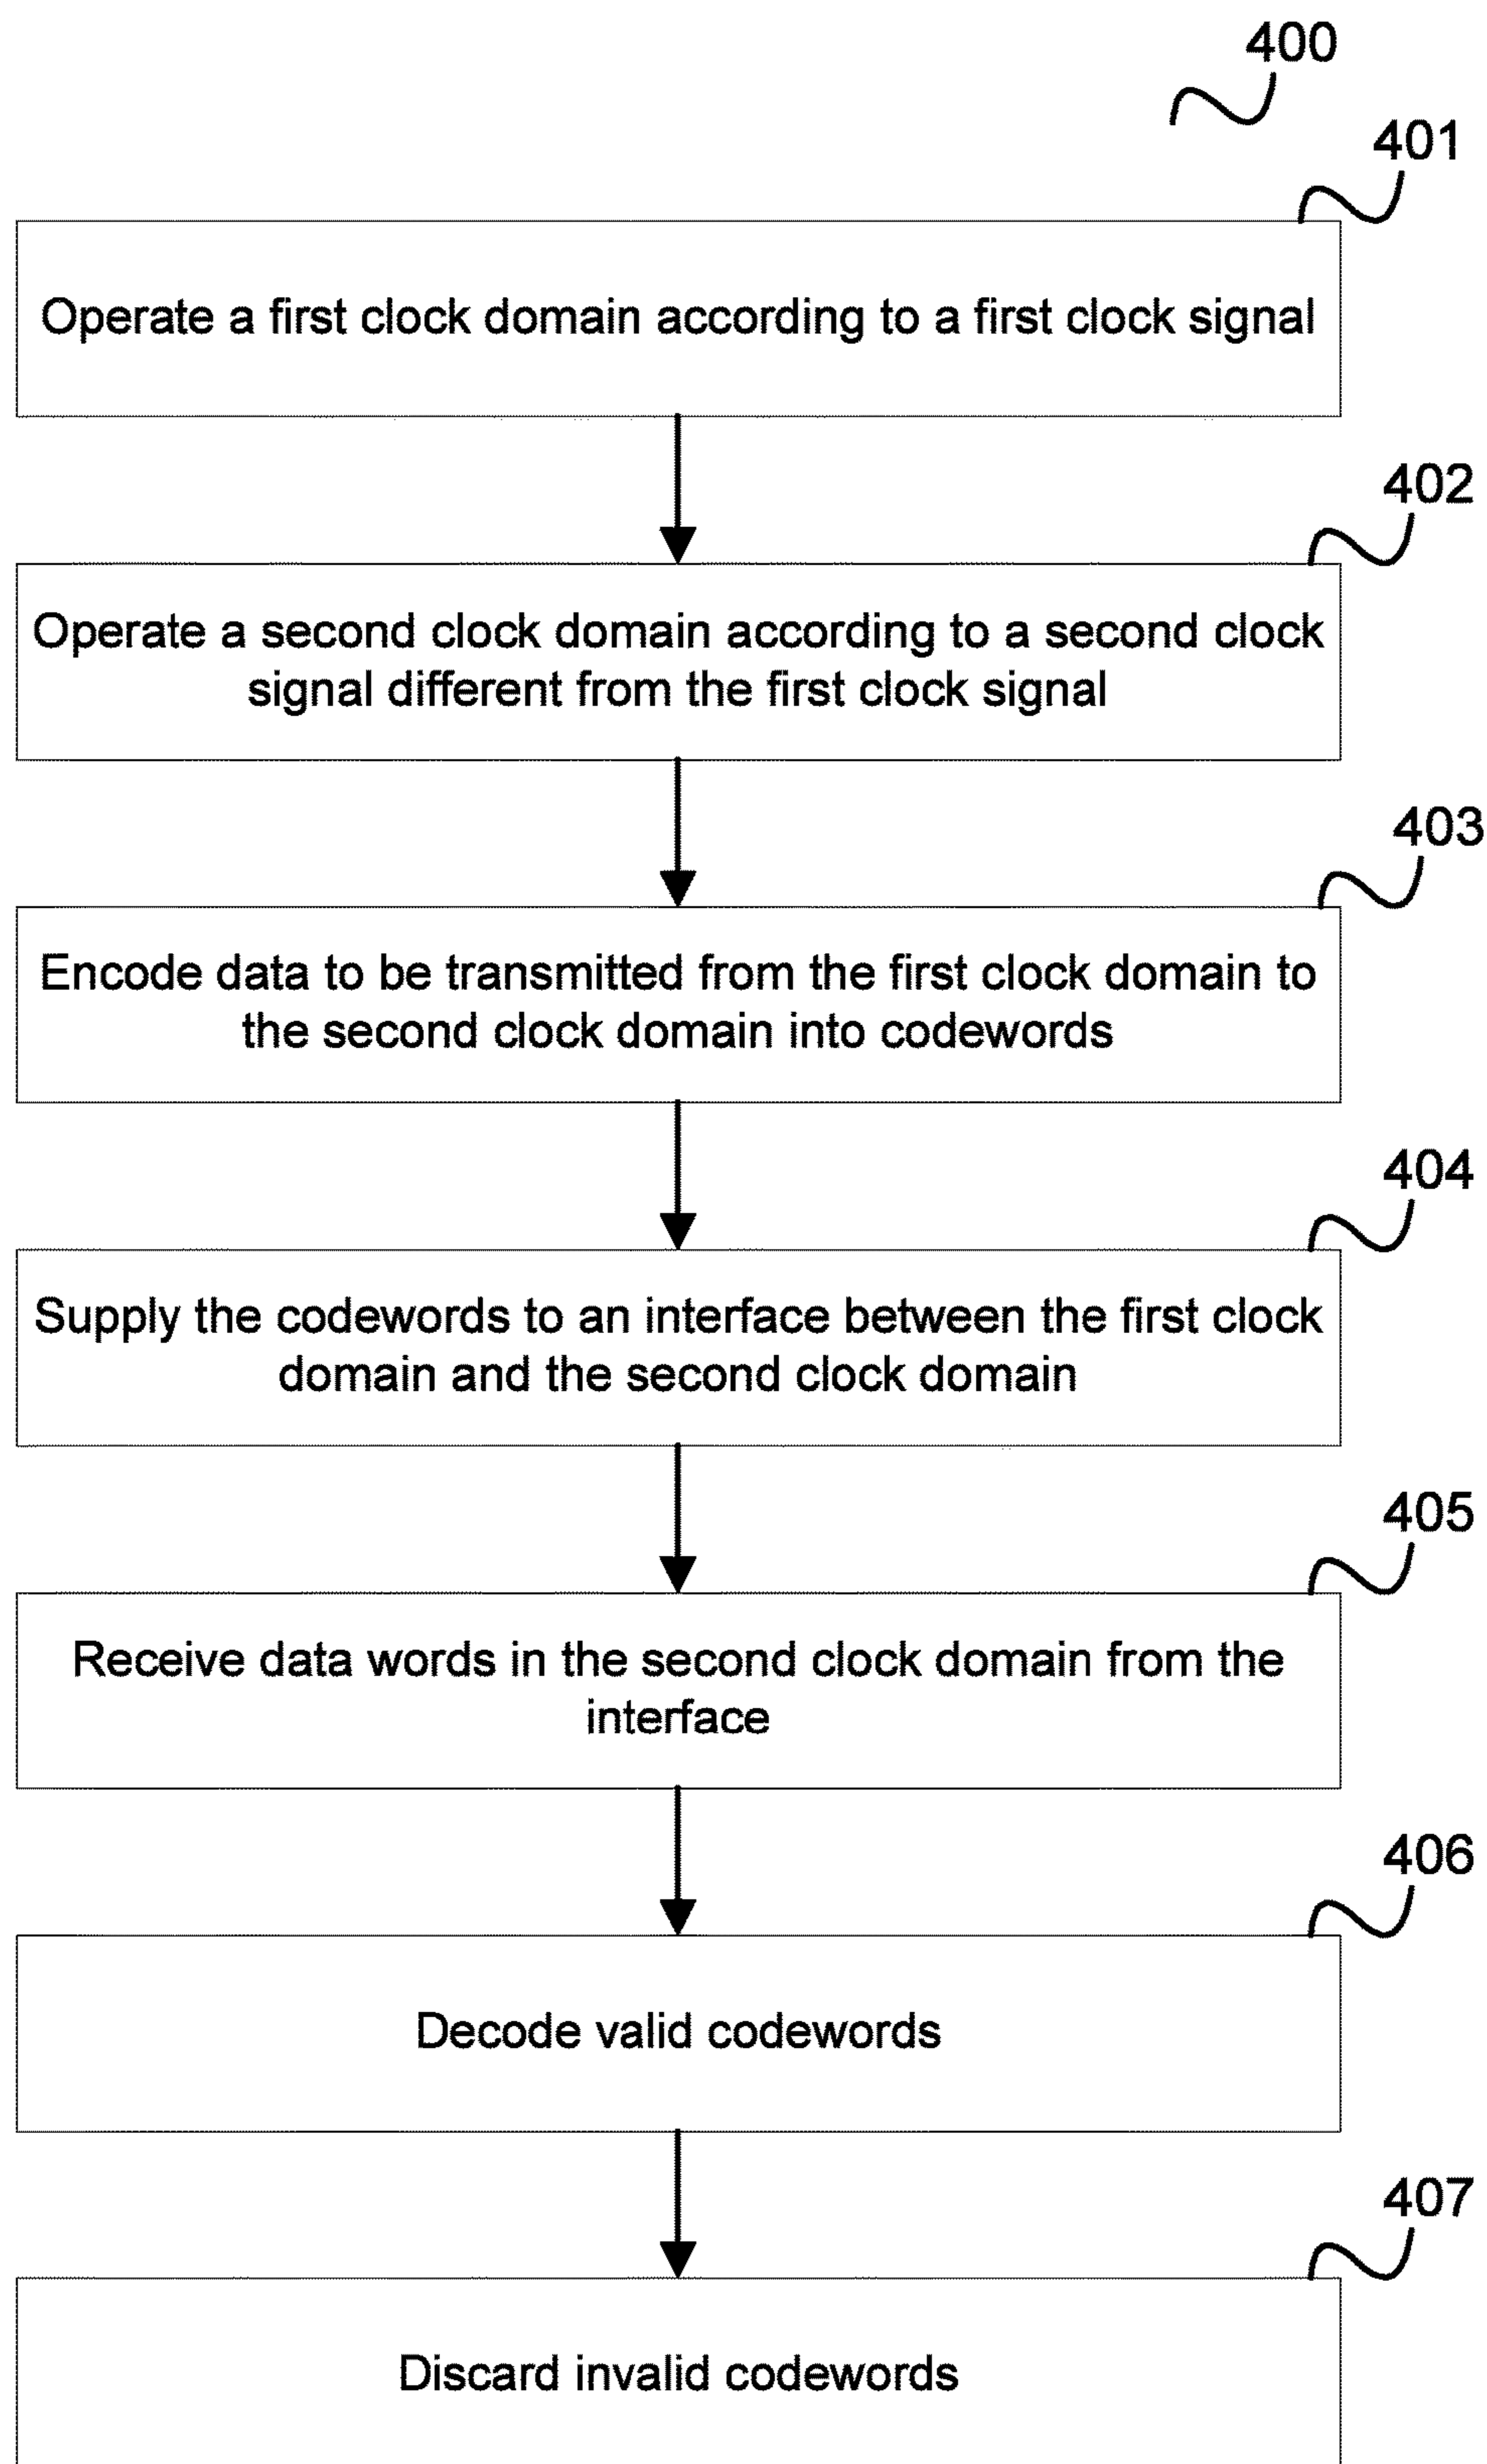 400
401
Operate a first clock domain according to a first clock signal
402
Operate a second clock domain according to a second clock
signal different from the first clock signal
403
Encode data to be transmitted from the first clock domain to
the second clock domain into codewords
404
Supply the codewords to an interface between the first clock
domain and the second clock domain
405
Receive data words in the second clock domain from the
interface
406
Decode valid codewords
407
Discard invalid codewords